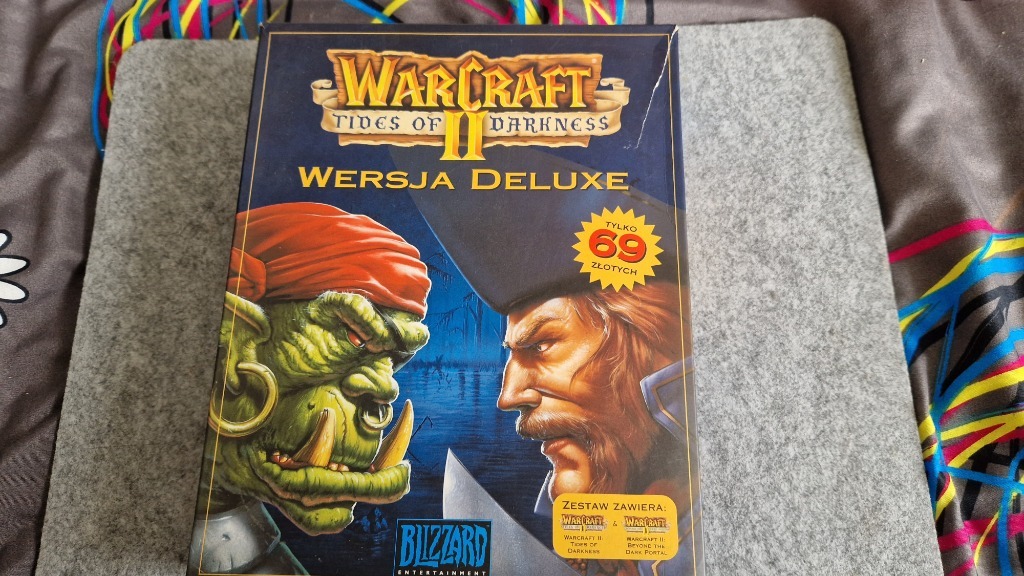 WARCRAFT
TIDES OF DARKNESS
II
WERSJA DELUXE
TYLKO
69
ZŁOTYCH
ZESTAW ZAWIERA:
WARCRAFT & WARCRAFT
WARCRAFT II: WARCRAFT II:
TIDES OF BEYOND THE
DARKNESS DARK PORTAL
BLIZZARD
ENTERTAINMENT